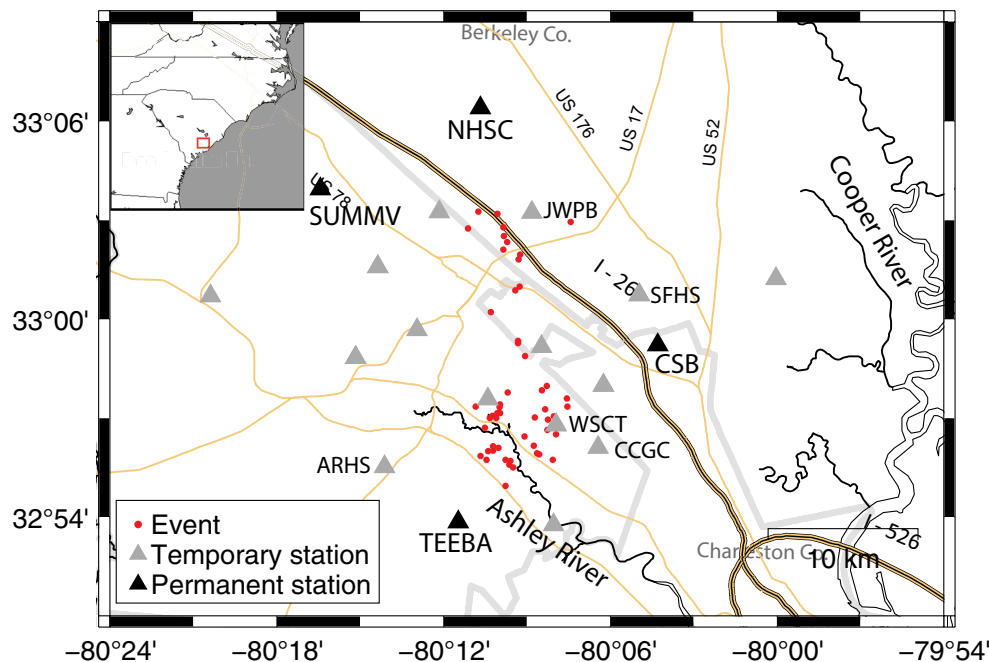 Berkeley Co.
33°06'
33°00'
32°54'
NHSC
US 176
US 17
US 52
Cooper River
US 78
SUMMV
JWPB
I - 26
SFHS
CSB
WSCT
CCGC
ARHS
TEEBA
Ashley River
Charleston Co.
10 km
I - 526
Event
Temporary station
Permanent station
−80°24'
−80°18'
−80°12'
−80°06'
−80°00'
−79°54'